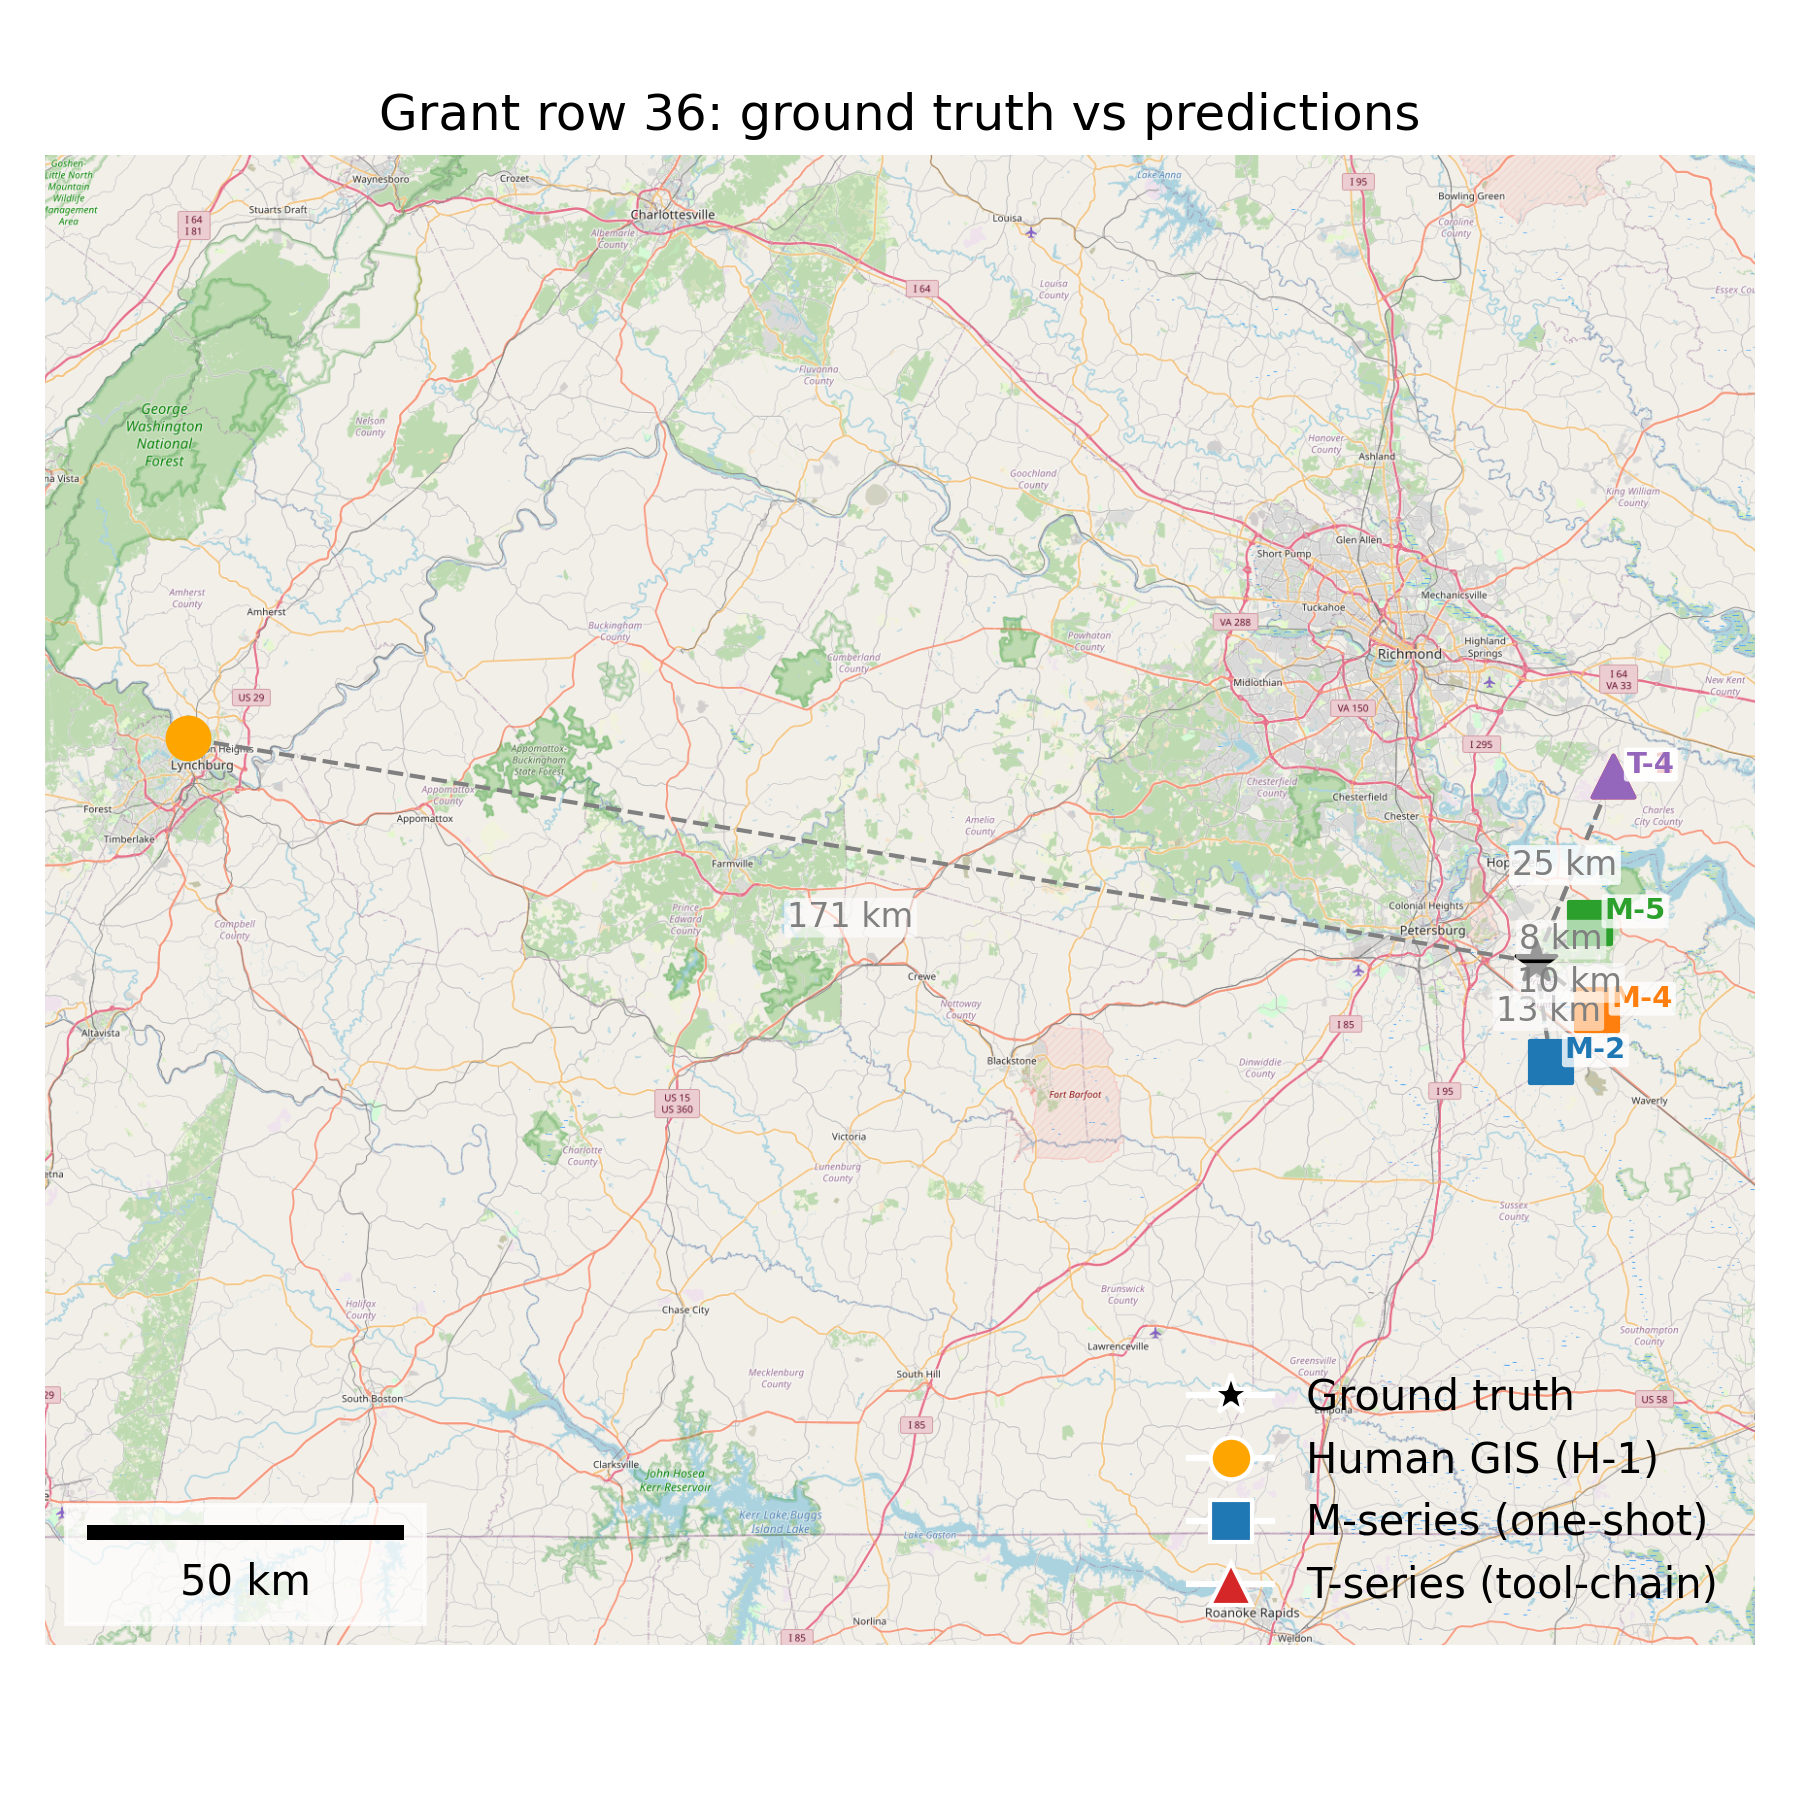 Grant row 36: ground truth vs predictions
Goshen-
Little North
Mountain
Wildlife
Management
Area
Waynesboro
Crozet
Stuarts Draft
I 64
I 81
Charlottesville
Albemarle
County
Louisa
Lake Anna
I 95
Bowling Green
Caroline
County
I 64
Louisa
County
Essex Cou
Fluvanna
County
George
Washington
National
Forest
Nelson
County
na Vista
Hanover
County
Ashland
Goochland
County
King William
County
Short Pump
Glen Allen
Mechanicsville
Tuckahoe
Amherst
County
Amherst
Buckingham
County
VA 288
Powhatan
County
Cumberland
County
Highland
Springs
Richmond
Midlothian
I 64
VA 33
New Kent
County
US 29
VA 150
I 295
on Heights
Lynchburg
Appomattox-
Buckingham
State Forest
T-4
Forest
Timberlake
Appomattox
County
Appomattox
Chesterfield
County
Chesterfield
Chester
Charles
City County
Amelia
County
Farmville
Hop
25 km
171 km
Prince
Edward
County
Colonial Heights
Petersburg
M-5
8 km
Campbell
County
Crewe
10 km
M-4
13 km
Nottoway
County
Altavista
I 85
M-2
Blackstone
Dinwiddie
County
Fort Barfoot
US 15
US 360
I 95
Waverly
Victoria
Charlotte
County
Lunenburg
County
etna
Sussex
County
Halifax
County
Chase City
Brunswick
County
Lawrenceville
Southampton
County
Greensville
County
Mecklenburg
County
South Hill
29
South Boston
US 58
Ground truth
Emporia
I 85
Clarksville
John Hosea
Kerr Reservoir
Human GIS (H-1)
Kerr Lake,Buggs
Island Lake
Lake Gaston
M-series (one-shot)
50 km
T-series (tool-chain)
Roanoke Rapids
Norlina
I 85
Weldon